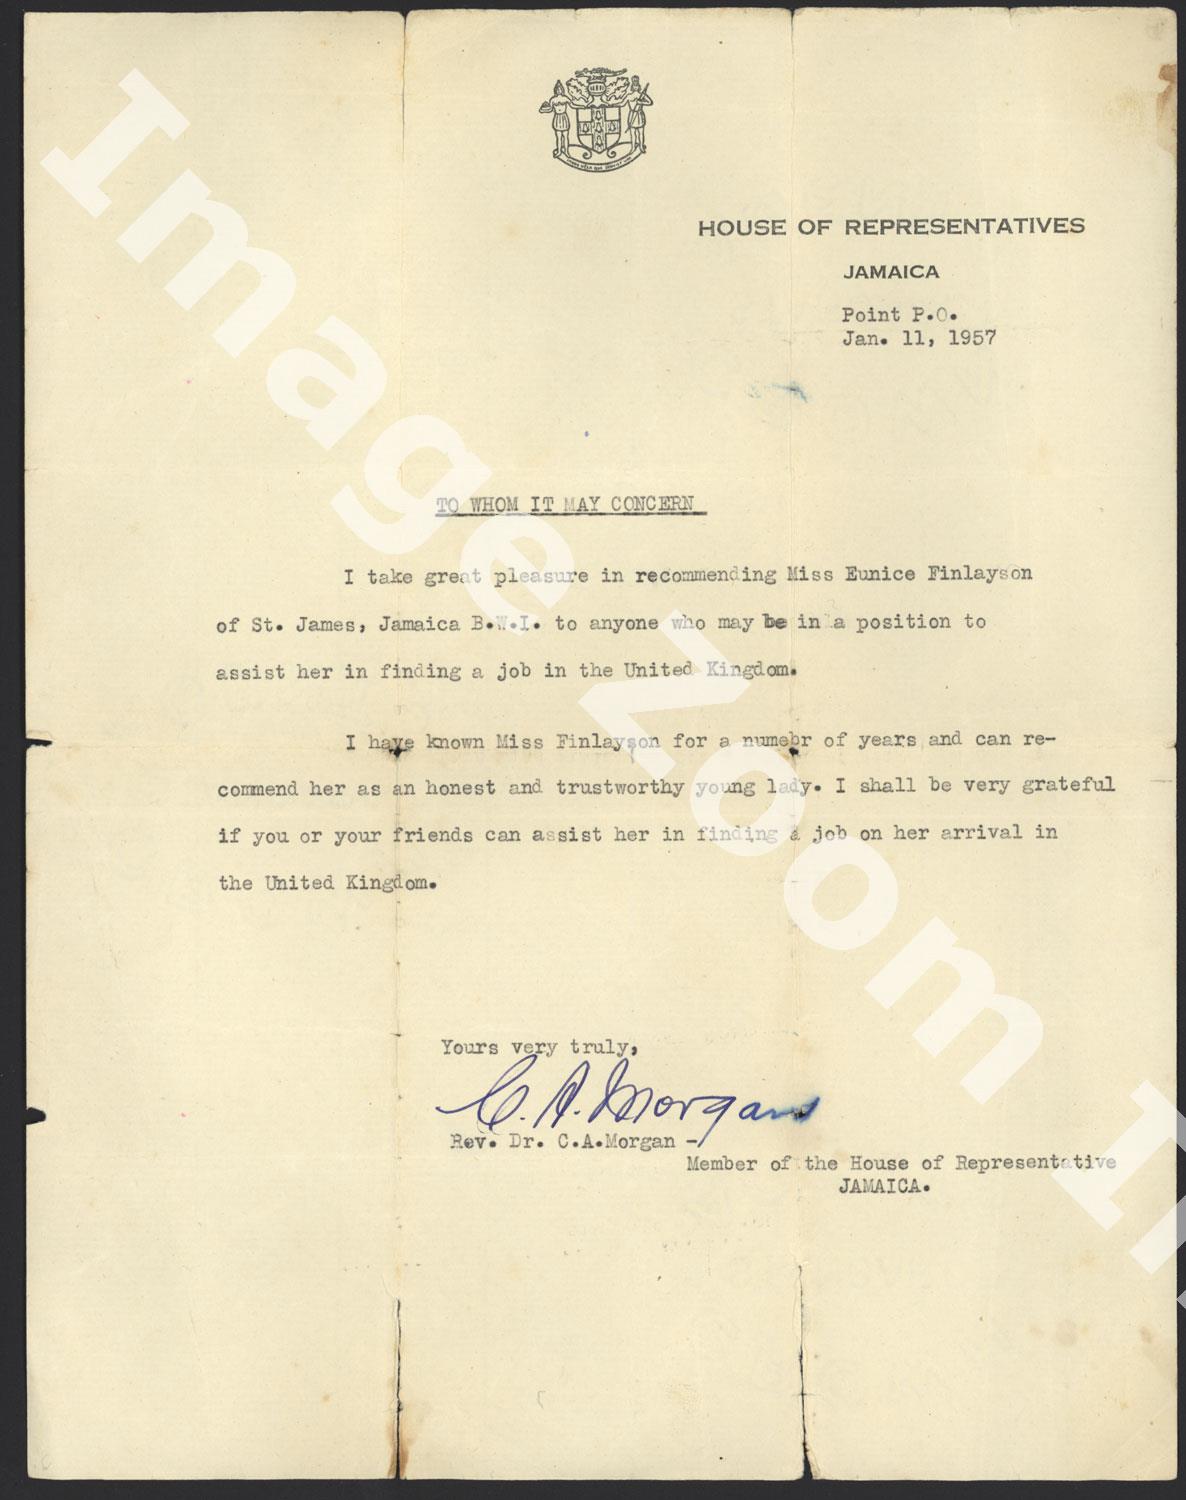 HOUSE OF REPRESENTATIVES
JAMAICA
Point P.O.
Jan. 11, 1957
TO WHOM IT MAY CONCERN
I take great pleasure in recommending Miss Eunice Finlayson
of St. James, Jamaica B.W.I. to anyone who may be in a position to
assist her in finding a job in the United Kingdom.
I have known Miss Finlayson for a numebr of years and can re-
commend her as an honest and trustworthy young lady. I shall be very grateful
if you or your friends can assist her in finding a job on her arrival in
the United Kingdom.
Yours very truly,
C. A. Morgan
Rev. Dr. C.A.Morgan -
Member of the House of Representative
JAMAICA.
Image Zoom